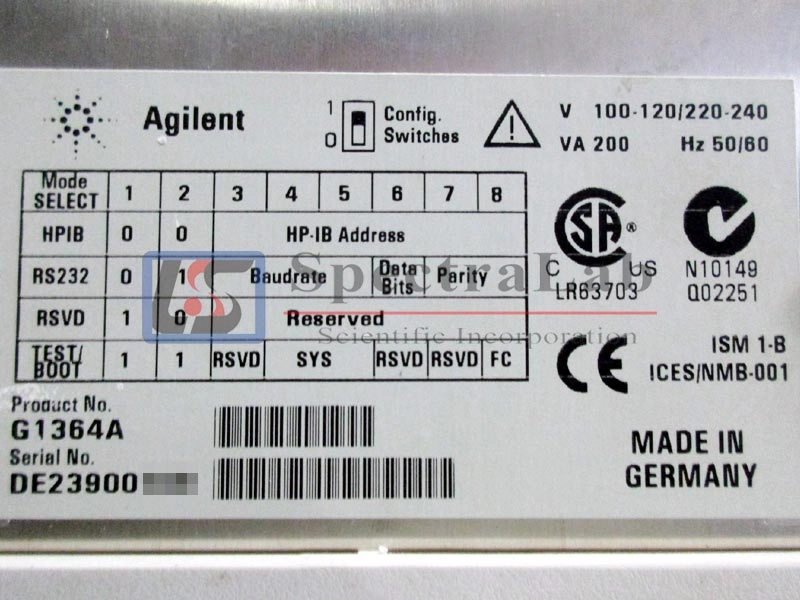 Agilent
1
0
Config.
Switches
V 100-120/220-240
VA 200 Hz 50/60
Mode SELECT 1 2 3 4 5 6 7 8
HPIB 0 0 HP-IB Address
RS232 0 1 Baudrate Data Bits Parity
RSVD 1 0 Reserved
TEST/BOOT 1 1 RSVD SYS RSVD RSVD FC
SpectraLab
Scientific Incorporation
SA®
C US
LR63703
N10149
Q02251
CE
ISM 1-B
ICES/NMB-001
Product No.
G1364A
Serial No.
DE23900
MADE IN
GERMANY